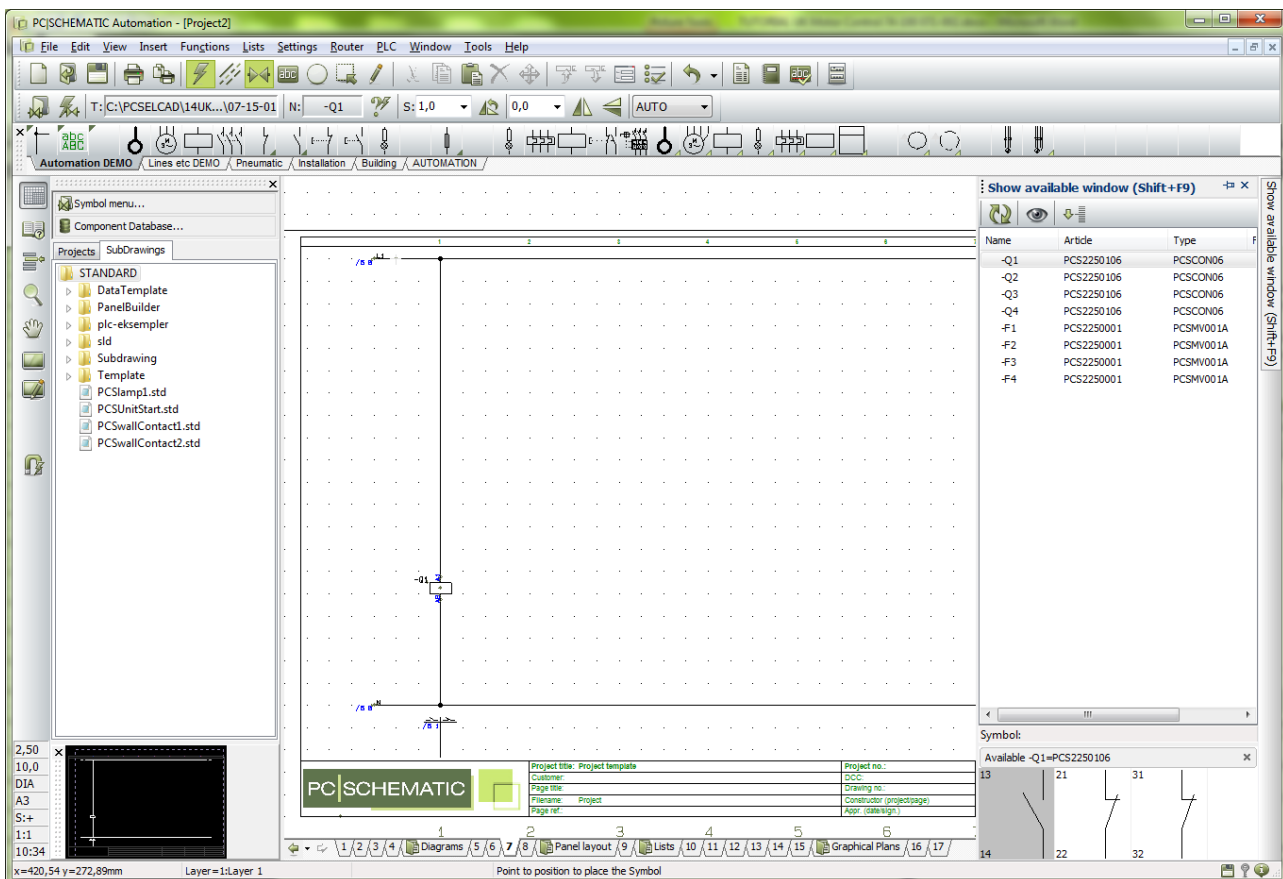 PC|SCHEMATIC Automation - [Project2]
File Edit View Insert Functions Lists Settings Router PLC Window Tools Help
T: C:\PCSELCAD\14UK...\07-15-01 N: -Q1 S: 1,0 0,0 AUTO
abc
ABC
Automation DEMO Lines etc DEMO Pneumatic Installation Building AUTOMATION
Symbol menu...
Component Database...
Projects SubDrawings
STANDARD
DataTemplate
PanelBuilder
plc-eksempler
sld
Subdrawing
Template
PCSlamp1.std
PCSUnitStart.std
PCSwallContact1.std
PCSwallContact2.std
2,50
10,0
DIA
A3
S:+
1:1
10:34
1 2 3 4 5 6
L1
-Q1
N
PC|SCHEMATIC
Project title: Project template
Customer:
Page title:
Filename: Project
Page ref.:
Project no.:
DCC:
Drawing no.:
Constructor (project/page)
Appr. (date/sign.)
1 2 3 4 5 6
1 2 3 4 Diagrams 5 6 7 8 Panel layout 9 Lists 10 11 12 13 14 15 Graphical Plans 16 17
Show available window (Shift+F9)
Name Article Type F
-Q1 PCS2250106 PCSCON06
-Q2 PCS2250106 PCSCON06
-Q3 PCS2250106 PCSCON06
-Q4 PCS2250106 PCSCON06
-F1 PCS2250001 PCSMV001A
-F2 PCS2250001 PCSMV001A
-F3 PCS2250001 PCSMV001A
-F4 PCS2250001 PCSMV001A
Symbol:
Available -Q1=PCS2250106
13 21 31
14 22 32
Show available window (Shift+F9)
x=420,54 y=272,89mm Layer=1:Layer 1 Point to position to place the Symbol